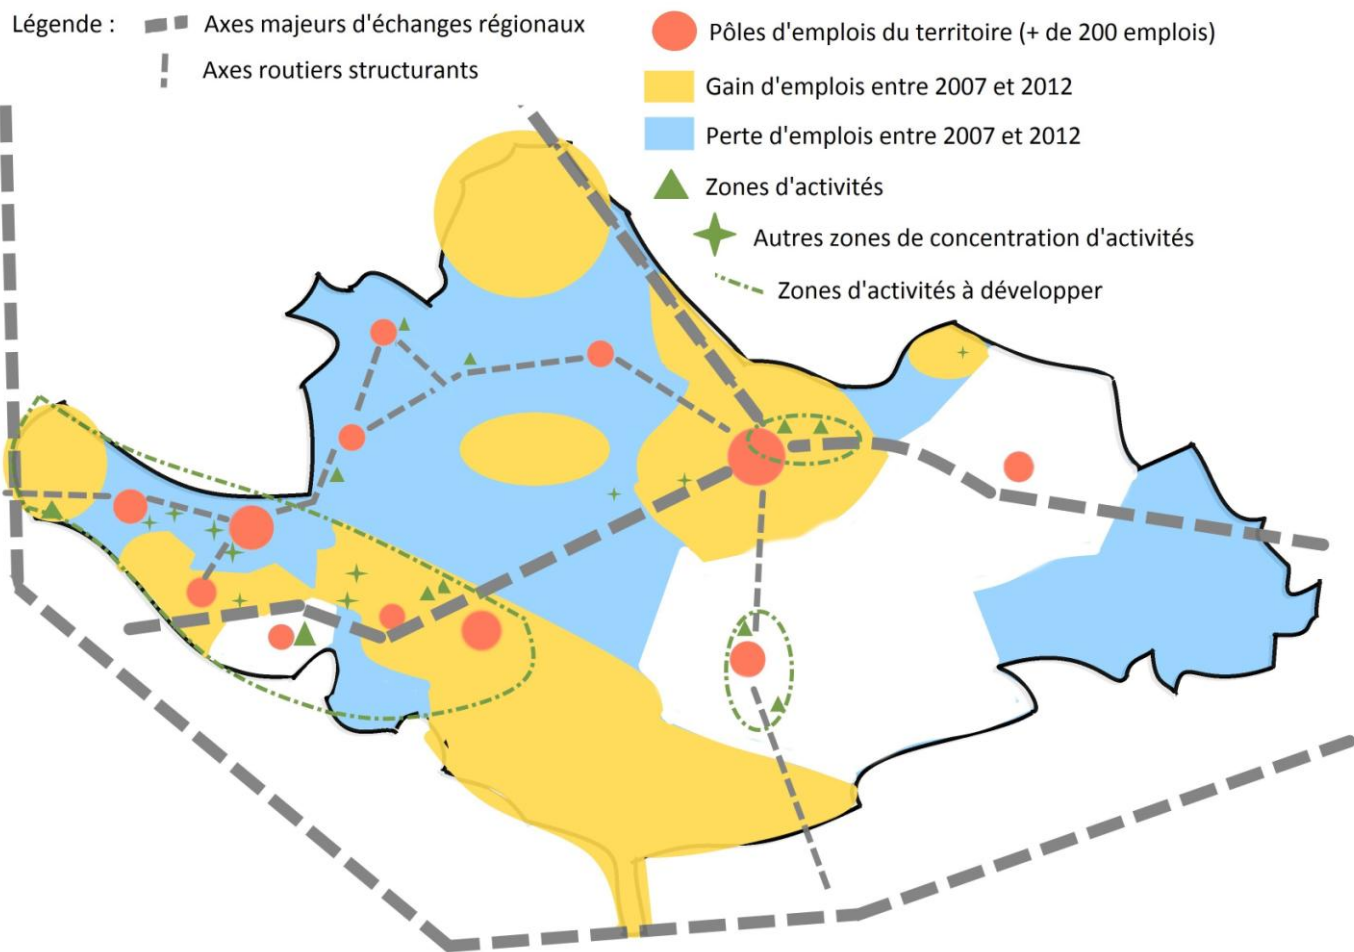 Légende :
Axes majeurs d'échanges régionaux
Axes routiers structurants
Pôles d'emplois du territoire (+ de 200 emplois)
Gain d'emplois entre 2007 et 2012
Perte d'emplois entre 2007 et 2012
Zones d'activités
Autres zones de concentration d'activités
Zones d'activités à développer